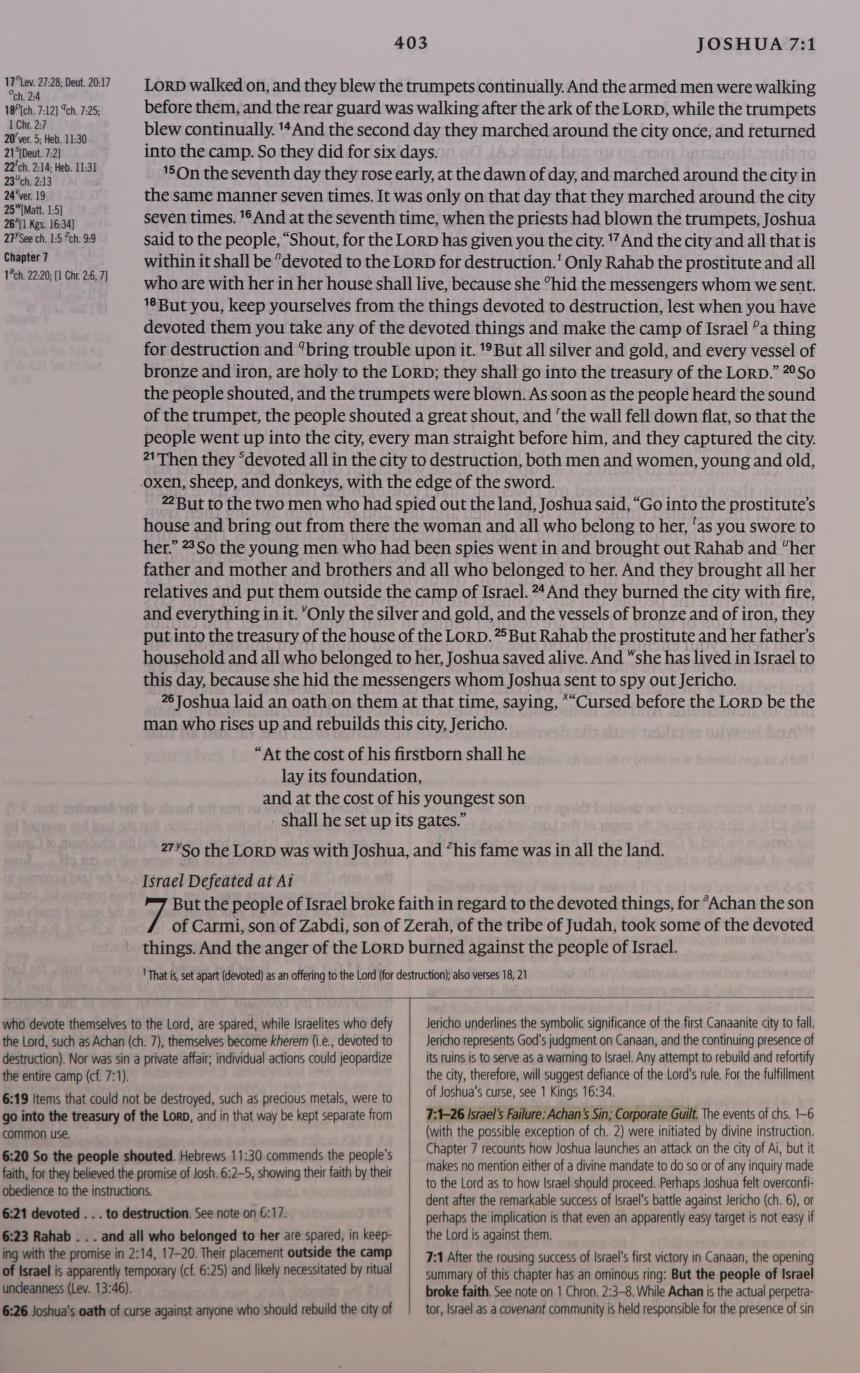 403
JOSHUA 7:1
17ⁿLev. 27:28; Deut. 20:17
ᵒch. 2:4
18ᵖ[ch. 7:12] ᑫch. 7:25;
1 Chr. 2:7
20ʳver. 5; Heb. 11:30
21ˢ[Deut. 7:2]
22ᵗch. 2:14; Heb. 11:31
23ᵘch. 2:13
24ᵛver. 19
25ʷ[Matt. 1:5]
26ˣ[1 Kgs. 16:34]
27ʸSee ch. 1:5 ᶻch. 9:9
Chapter 7
1ᵃch. 22:20; [1 Chr. 2:6, 7]
LORD walked on, and they blew the trumpets continually. And the armed men were walking
before them, and the rear guard was walking after the ark of the LORD, while the trumpets
blew continually. ¹⁴And the second day they marched around the city once, and returned
into the camp. So they did for six days.
¹⁵On the seventh day they rose early, at the dawn of day, and marched around the city in
the same manner seven times. It was only on that day that they marched around the city
seven times. ¹⁶And at the seventh time, when the priests had blown the trumpets, Joshua
said to the people, “Shout, for the LORD has given you the city. ¹⁷And the city and all that is
within it shall be ⁿdevoted to the LORD for destruction.¹ Only Rahab the prostitute and all
who are with her in her house shall live, because she ᵒhid the messengers whom we sent.
¹⁸But you, keep yourselves from the things devoted to destruction, lest when you have
devoted them you take any of the devoted things and make the camp of Israel ᵖa thing
for destruction and ᑫbring trouble upon it. ¹⁹But all silver and gold, and every vessel of
bronze and iron, are holy to the LORD; they shall go into the treasury of the LORD.” ²⁰So
the people shouted, and the trumpets were blown. As soon as the people heard the sound
of the trumpet, the people shouted a great shout, and ʳthe wall fell down flat, so that the
people went up into the city, every man straight before him, and they captured the city.
²¹Then they ˢdevoted all in the city to destruction, both men and women, young and old,
oxen, sheep, and donkeys, with the edge of the sword.
²²But to the two men who had spied out the land, Joshua said, “Go into the prostitute’s
house and bring out from there the woman and all who belong to her, ᵗas you swore to
her.” ²³So the young men who had been spies went in and brought out Rahab and ᵘher
father and mother and brothers and all who belonged to her. And they brought all her
relatives and put them outside the camp of Israel. ²⁴And they burned the city with fire,
and everything in it. ᵛOnly the silver and gold, and the vessels of bronze and of iron, they
put into the treasury of the house of the LORD. ²⁵But Rahab the prostitute and her father’s
household and all who belonged to her, Joshua saved alive. And ʷshe has lived in Israel to
this day, because she hid the messengers whom Joshua sent to spy out Jericho.
²⁶Joshua laid an oath on them at that time, saying, ˣ“Cursed before the LORD be the
man who rises up and rebuilds this city, Jericho.
“At the cost of his firstborn shall he
lay its foundation,
and at the cost of his youngest son
shall he set up its gates.”
²⁷ʸSo the LORD was with Joshua, and ᶻhis fame was in all the land.
Israel Defeated at Ai
7 But the people of Israel broke faith in regard to the devoted things, for ᵃAchan the son
of Carmi, son of Zabdi, son of Zerah, of the tribe of Judah, took some of the devoted
things. And the anger of the LORD burned against the people of Israel.
¹ That is, set apart (devoted) as an offering to the Lord (for destruction); also verses 18, 21
who devote themselves to the Lord, are spared, while Israelites who defy
the Lord, such as Achan (ch. 7), themselves become kherem (i.e., devoted to
destruction). Nor was sin a private affair; individual actions could jeopardize
the entire camp (cf. 7:1).
6:19 Items that could not be destroyed, such as precious metals, were to
go into the treasury of the LORD, and in that way be kept separate from
common use.
6:20 So the people shouted. Hebrews 11:30 commends the people’s
faith, for they believed the promise of Josh. 6:2–5, showing their faith by their
obedience to the instructions.
6:21 devoted . . . to destruction. See note on 6:17.
6:23 Rahab . . . and all who belonged to her are spared, in keep-
ing with the promise in 2:14, 17–20. Their placement outside the camp
of Israel is apparently temporary (cf. 6:25) and likely necessitated by ritual
uncleanness (Lev. 13:46).
6:26 Joshua’s oath of curse against anyone who should rebuild the city of
Jericho underlines the symbolic significance of the first Canaanite city to fall.
Jericho represents God’s judgment on Canaan, and the continuing presence of
its ruins is to serve as a warning to Israel. Any attempt to rebuild and refortify
the city, therefore, will suggest defiance of the Lord’s rule. For the fulfillment
of Joshua’s curse, see 1 Kings 16:34.
7:1–26 Israel’s Failure: Achan’s Sin; Corporate Guilt. The events of chs. 1–6
(with the possible exception of ch. 2) were initiated by divine instruction.
Chapter 7 recounts how Joshua launches an attack on the city of Ai, but it
makes no mention either of a divine mandate to do so or of any inquiry made
to the Lord as to how Israel should proceed. Perhaps Joshua felt overconfi-
dent after the remarkable success of Israel’s battle against Jericho (ch. 6), or
perhaps the implication is that even an apparently easy target is not easy if
the Lord is against them.
7:1 After the rousing success of Israel’s first victory in Canaan, the opening
summary of this chapter has an ominous ring: But the people of Israel
broke faith. See note on 1 Chron. 2:3–8. While Achan is the actual perpetra-
tor, Israel as a covenant community is held responsible for the presence of sin